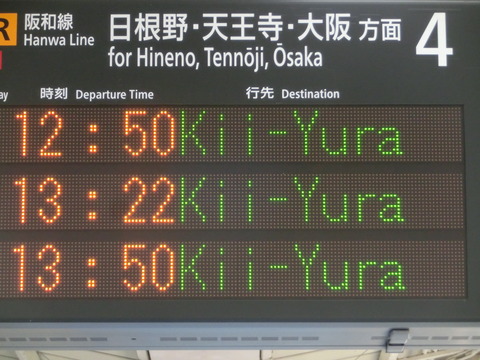 R 阪和線 Hanwa Line
日根野・天王寺・大阪 方面
for Hineno, Tennōji, Ōsaka
4
時刻 Departure Time 行先 Destination
12:50 Kii-Yura
13:22 Kii-Yura
13:50 Kii-Yura